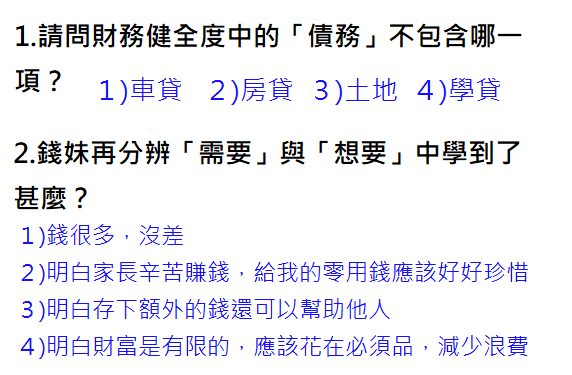 1.請問財務健全度中的「債務」不包含哪一
項？ 1)車貸 2)房貸 3)土地 4)學貸
2.錢妹再分辨「需要」與「想要」中學到了
甚麼？
1)錢很多，沒差
2)明白家長辛苦賺錢，給我的零用錢應該好好珍惜
3)明白存下額外的錢還可以幫助他人
4)明白財富是有限的，應該花在必須品，減少浪費